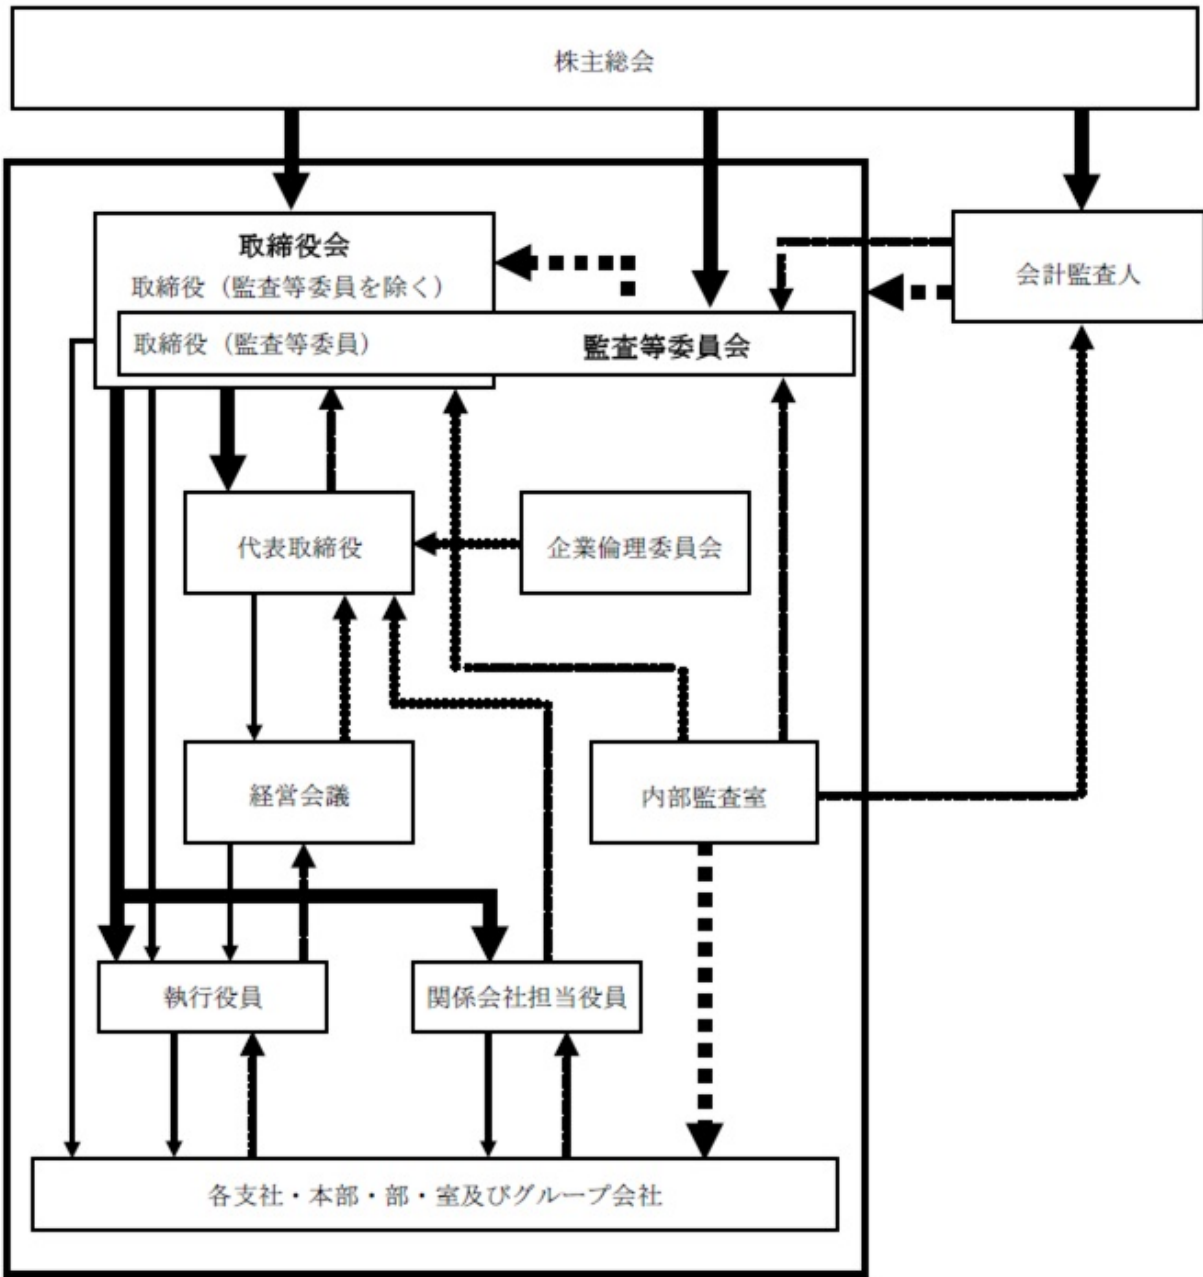 株主総会
取締役会
取締役（監査等委員を除く）
会計監査人
取締役（監査等委員）
監査等委員会
代表取締役
企業倫理委員会
経営会議
内部監査室
執行役員
関係会社担当役員
各支社・本部・部・室及びグループ会社